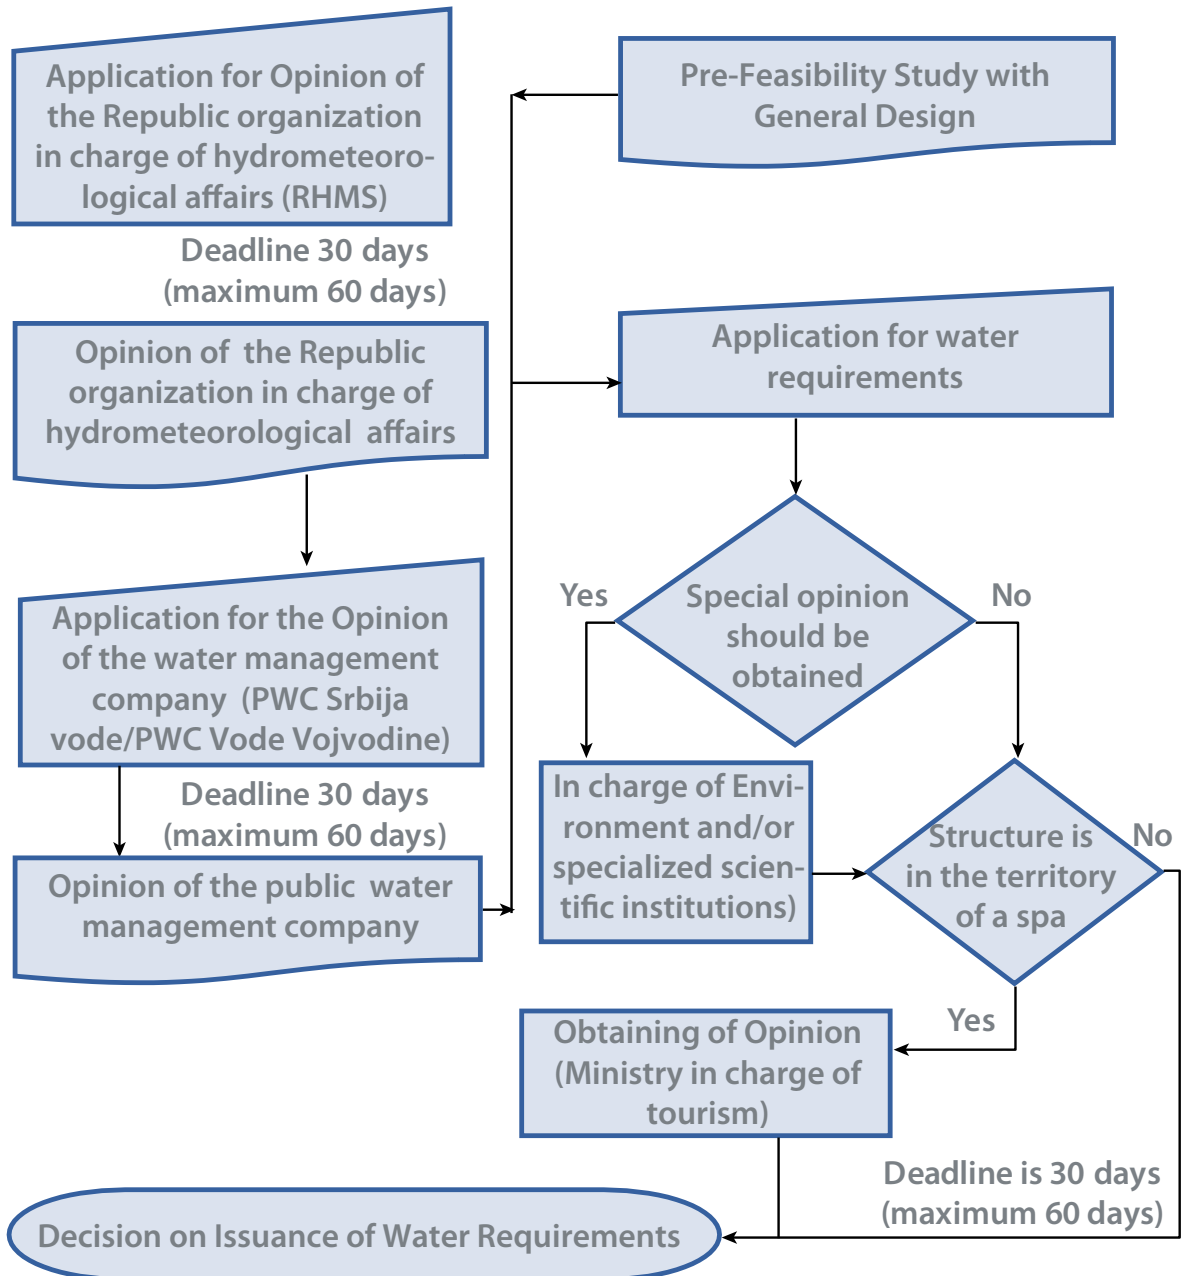 Application for Opinion of
the Republic organization
in charge of hydrometeoro-
logical affairs (RHMS)
Deadline 30 days
(maximum 60 days)
Opinion of the Republic
organization in charge of
hydrometeorological affairs
Application for the Opinion
of the water management
company (PWC Srbija
vode/PWC Vode Vojvodine)
Deadline 30 days
(maximum 60 days)
Opinion of the public water
management company
Pre-Feasibility Study with
General Design
Application for water
requirements
Yes
Special opinion
should be
obtained
No
In charge of Envi-
ronment and/or
specialized scien-
tific institutions)
Structure is
in the territory
of a spa
No
Yes
Obtaining of Opinion
(Ministry in charge of
tourism)
Deadline is 30 days
(maximum 60 days)
Decision on Issuance of Water Requirements